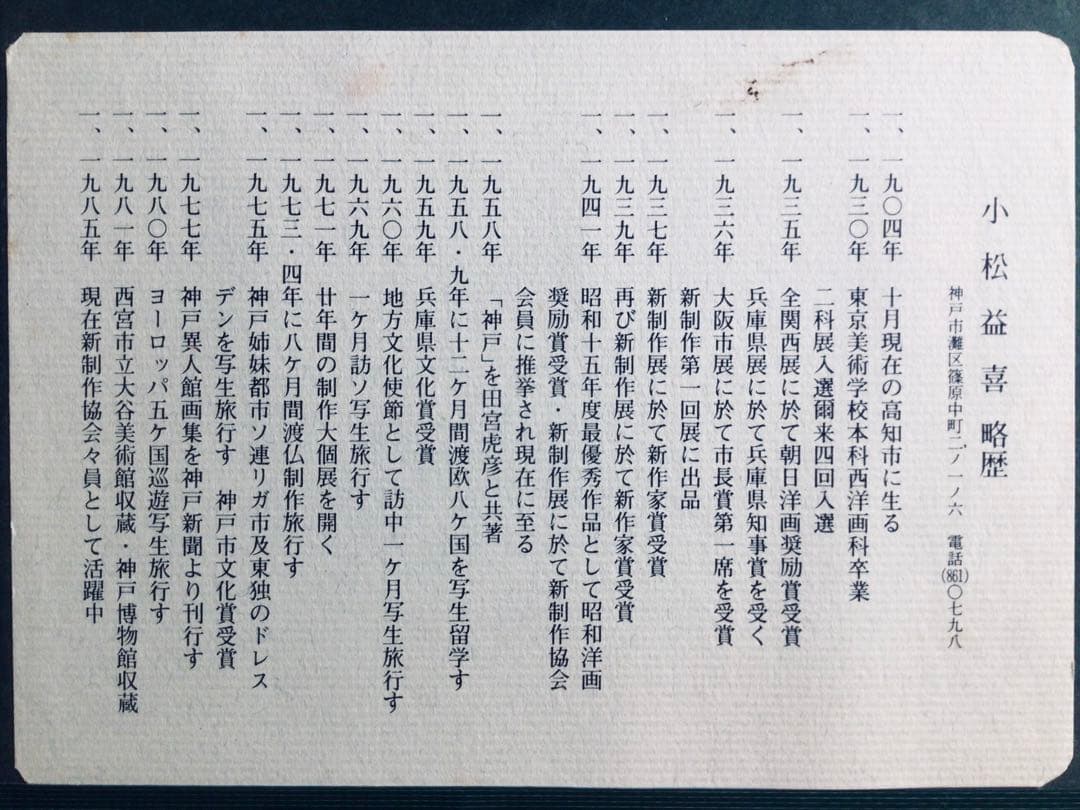 小松益喜 略歴
神戸市灘区篠原中町二ノ一ノ六　電話(861)〇七九八
一、一九〇四年　十月現在の高知市に生る
一、一九三〇年　東京美術学校本科西洋画科卒業
二科展入選爾来四回入選
一、一九三五年　全関西展に於て朝日洋画奨励賞受賞
兵庫県展に於て兵庫県知事賞を受く
一、一九三六年　大阪市展に於て市長賞第一席を受賞
新制作第一回展に出品
一、一九三七年　新制作展に於て新作家賞受賞
一、一九三九年　再び新制作展に於て新作家賞受賞
一、一九四一年　昭和十五年度最優秀作品として昭和洋画
奨励賞受賞・新制作展に於て新制作協会
会員に推挙され現在に至る
一、一九五八年　「神戸」を田宮虎彦と共著
一、一九五八・九年に十二ケ月間渡欧八ケ国を写生留学す
一、一九五九年　兵庫県文化賞受賞
一、一九六〇年　地方文化使節として訪中一ケ月写生旅行す
一、一九六九年　一ケ月訪ソ写生旅行す
一、一九七一年　廿年間の制作大個展を開く
一、一九七三・四年に八ケ月間渡仏制作旅行す
一、一九七五年　神戸姉妹都市ソ連リガ市及東独のドレス
デンを写生旅行す　神戸市文化賞受賞
一、一九七七年　神戸異人館画集を神戸新聞より刊行す
一、一九八〇年　ヨーロッパ五ケ国巡遊写生旅行す
一、一九八一年　西宮市立大谷美術館収蔵・神戸博物館収蔵
一、一九八五年　現在新制作協会々員として活躍中